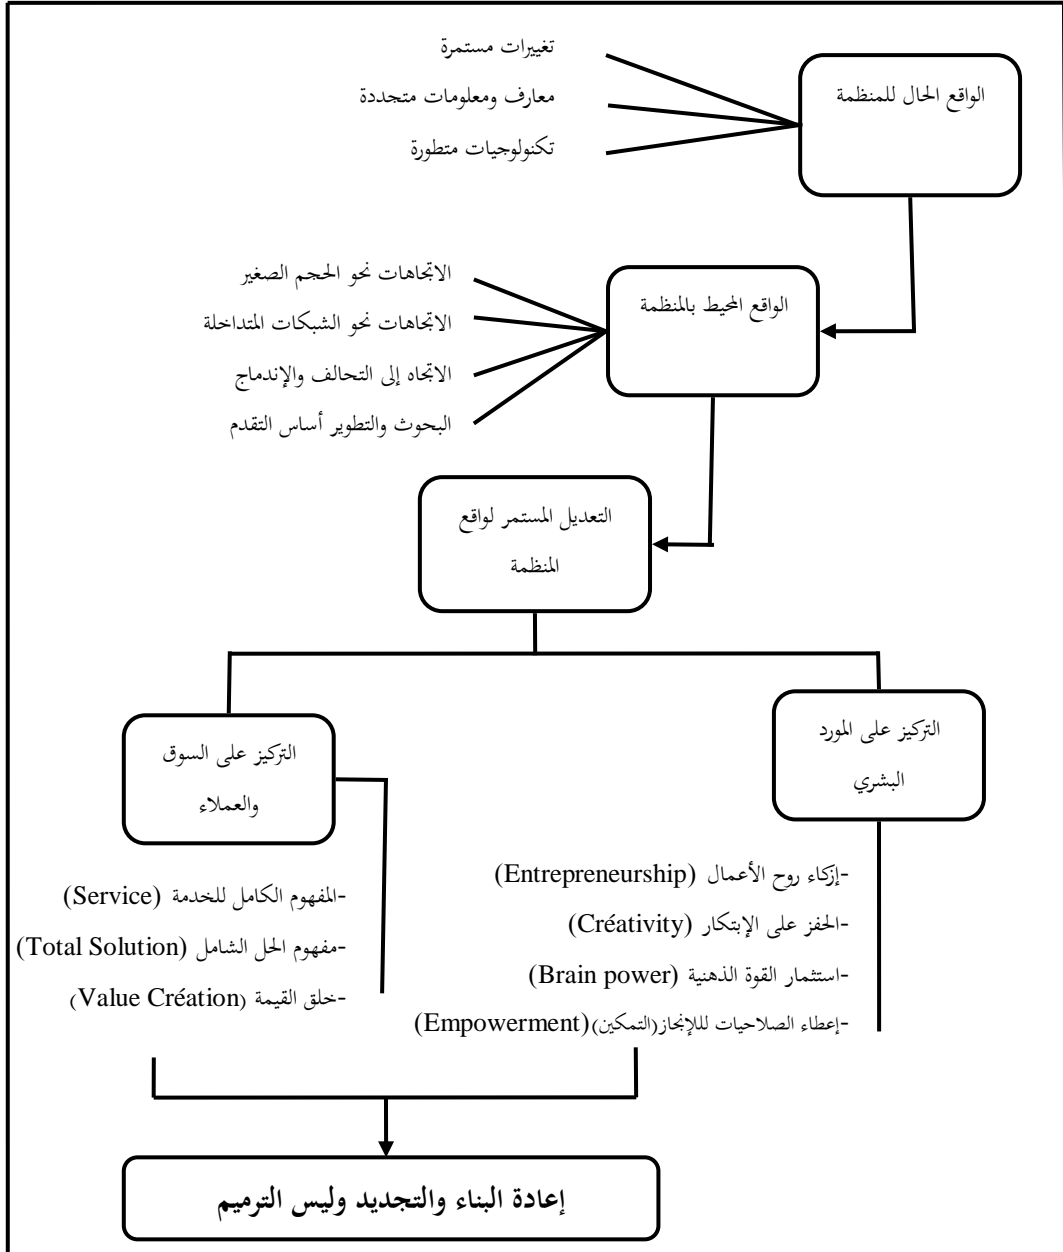 الواقع الحال للمنظمة
تغييرات مستمرة
معارف ومعلومات متجددة
تكنولوجيات متطورة
الواقع المحيط بالمنظمة
الاتجاهات نحو الحجم الصغير
الاتجاهات نحو الشبكات المتداخلة
الاتجاه إلى التحالف والإندماج
البحوث والتطوير أساس التقدم
التعديل المستمر لواقع
المنظمة
التركيز على المورد
البشري
-إزكاء روح الأعمال (Entrepreneurship)
-الحفز على الإبتكار (Créativity)
-استثمار القوة الذهنية (Brain power)
-إعطاء الصلاحيات لللإنجاز(التمكين)(Empowerment)
التركيز على السوق
والعملاء
-المفهوم الكامل للخدمة (Service)
-مفهوم الحل الشامل (Total Solution)
-خلق القيمة (Value Création)
إعادة البناء والتجديد وليس الترميم